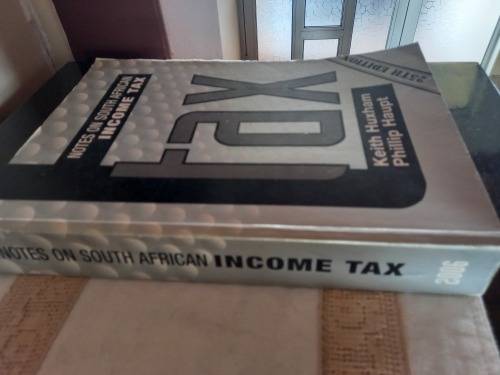 NOTES ON SOUTH AFRICAN
INCOME TAX
tax
25TH EDITION
Keith Huxham
Phillip Haupt
NOTES ON SOUTH AFRICAN INCOME TAX 2006